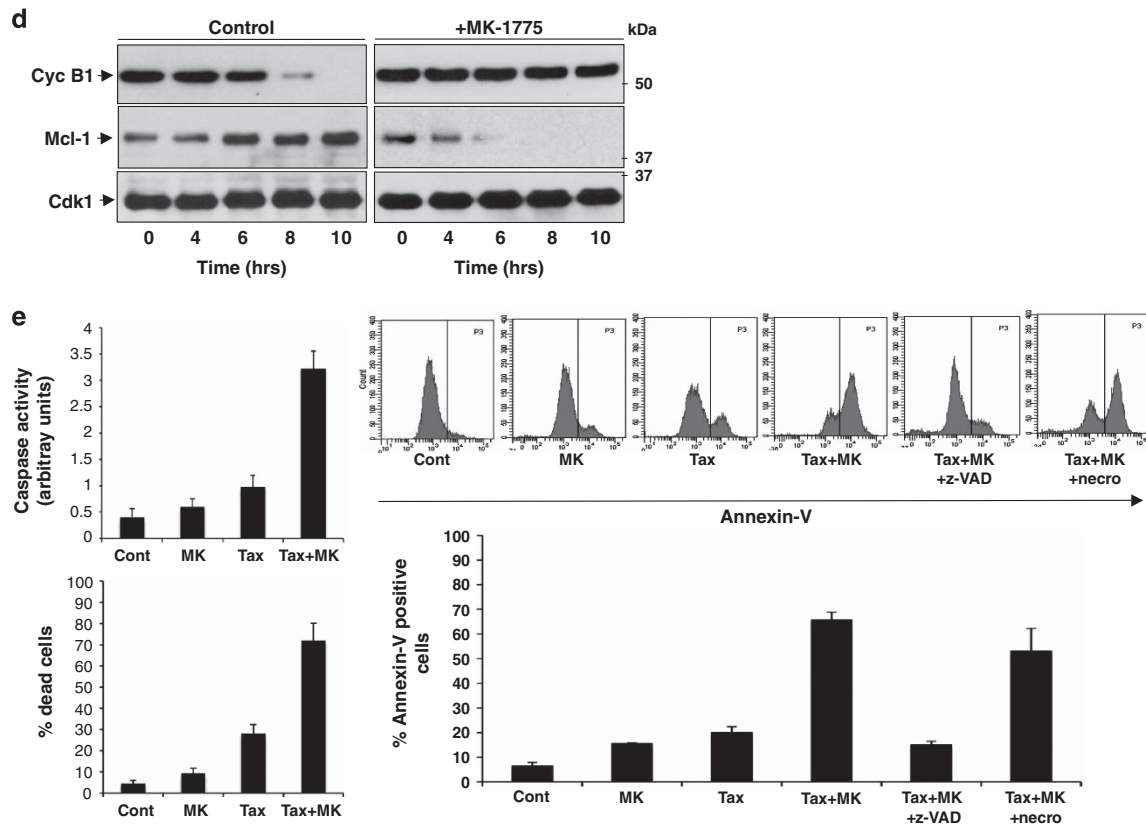 d
Control
+MK-1775
kDa
Cyc B1
50
Mcl-1
37
37
Cdk1
0 4 6 8 10
0 4 6 8 10
Time (hrs)
Time (hrs)
e
Caspase activity
(arbitray units)
4
3.5
3
2.5
2
1.5
1
0.5
0
Cont MK Tax Tax+MK
% dead cells
100
90
80
70
60
50
40
30
20
10
0
Cont MK Tax Tax+MK
Count
P3
P3
P3
P3
P3
P3
Cont
MK
Tax
Tax+MK
Tax+MK
+z-VAD
Tax+MK
+necro
Annexin-V
% Annexin-V positive
cells
100
90
80
70
60
50
40
30
20
10
0
Cont
MK
Tax
Tax+MK
Tax+MK
+z-VAD
Tax+MK
+necro